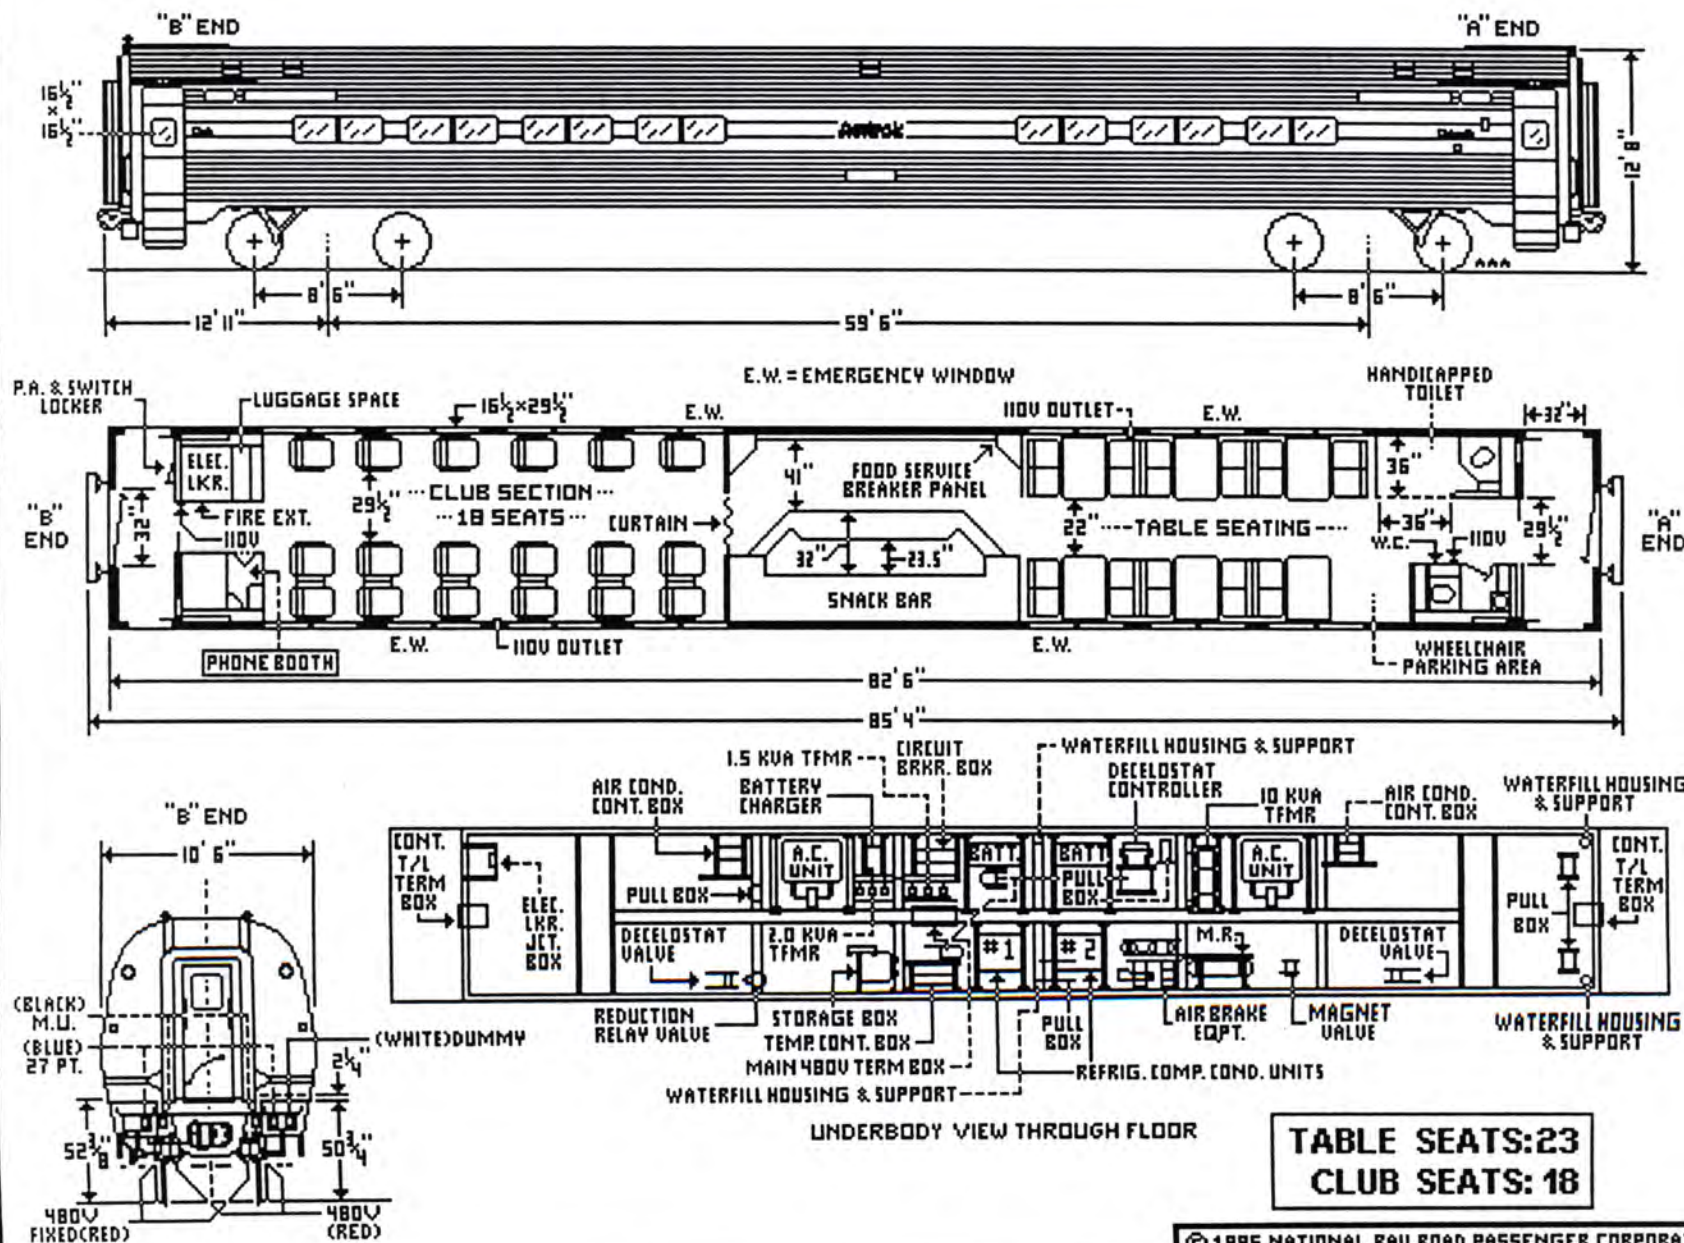 "B" END
"A" END
16½"
×
16½"
Amtrak
12'8"
8'6"
8'6"
12'11"
59'6"
E.W. = EMERGENCY WINDOW
P.A. & SWITCH
LOCKER
LUGGAGE SPACE
16½×29½"
E.W.
110V OUTLET
E.W.
HANDICAPPED
TOILET
32"
ELEC.
LKR.
41"
FOOD SERVICE
BREAKER PANEL
36"
"B"
END
23"
29½"
CLUB SECTION
18 SEATS
FIRE EXT.
110V
CURTAIN
22"
TABLE SEATING
36"
29½"
"A"
END
W.C.
110V
32"
23.5"
SNACK BAR
PHONE BOOTH
E.W.
110V OUTLET
E.W.
WHEELCHAIR
PARKING AREA
82'6"
85'4"
1.5 KVA TFMR
CIRCUIT
BRKR. BOX
WATERFILL HOUSING & SUPPORT
AIR COND.
CONT. BOX
BATTERY
CHARGER
DECELOSTAT
CONTROLLER
10 KVA
TFMR
AIR COND.
CONT. BOX
WATERFILL HOUSING
& SUPPORT
"B" END
10'6"
CONT.
T/L
TERM
BOX
PULL BOX
A.C.
UNIT
BATT.
BATT.
PULL
BOX
A.C.
UNIT
PULL
BOX
CONT.
T/L
TERM
BOX
ELEC.
LKR.
JCT.
BOX
DECELOSTAT
VALVE
2.0 KVA
TFMR
#1
#2
M.R.
DECELOSTAT
VALVE
REDUCTION
RELAY VALVE
STORAGE BOX
TEMP. CONT. BOX
MAIN 480V TERM BOX
WATERFILL HOUSING & SUPPORT
PULL
BOX
AIR BRAKE
EQPT.
MAGNET
VALVE
WATERFILL HOUSING
& SUPPORT
REFRIG. COMP. COND. UNITS
(BLACK)
M.U.
(BLUE)
27 PT.
(WHITE) DUMMY
2¼"
52⅜"
50¾"
480V
FIXED(RED)
480V
(RED)
UNDERBODY VIEW THROUGH FLOOR
TABLE SEATS:23
CLUB SEATS: 18
© 1995 NATIONAL RAILROAD PASSENGER CORPORAT